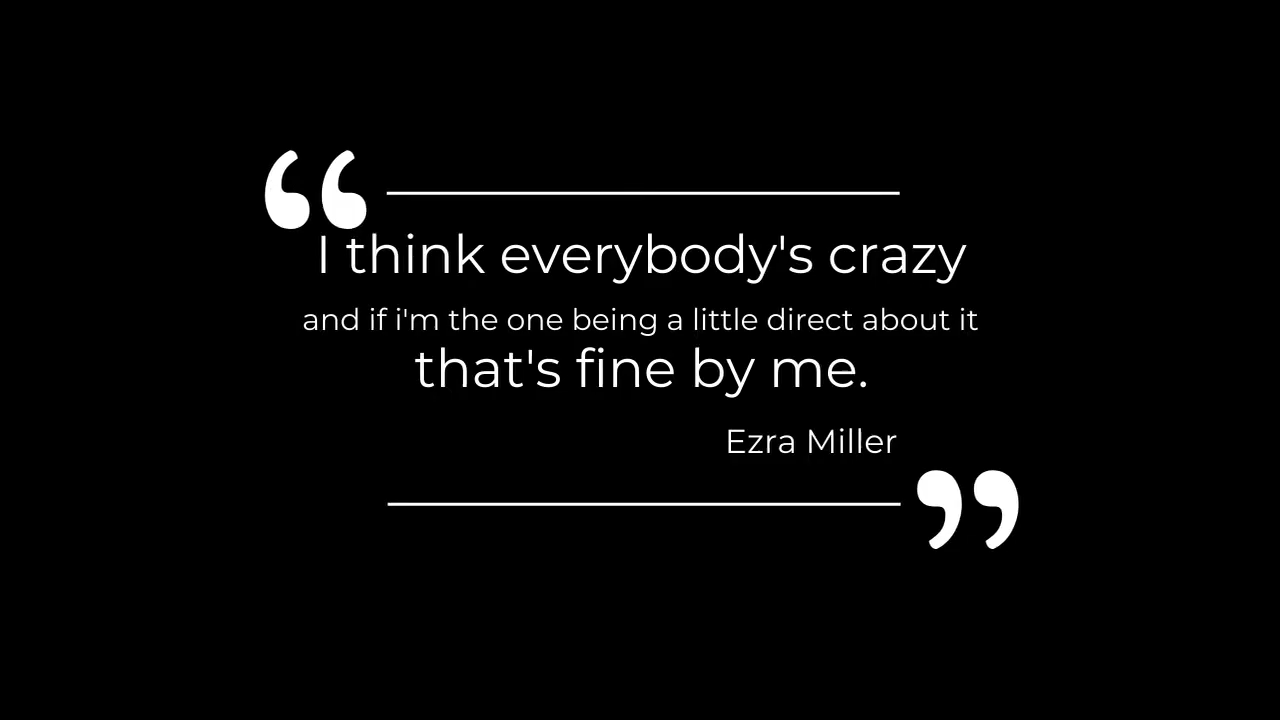 “
I think everybody's crazy
and if i'm the one being a little direct about it
that's fine by me.
Ezra Miller
”